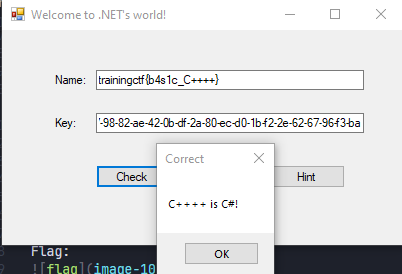 Welcome to .NET's world!
Name: trainingctf{b4s1c_C++++}
Key: '-98-82-ae-42-0b-df-2a-80-ec-d0-1b-f2-2e-62-67-96-f3-ba
Correct
Check Hint
C++++ is C#!
OK
Flag:
![flag](image-10